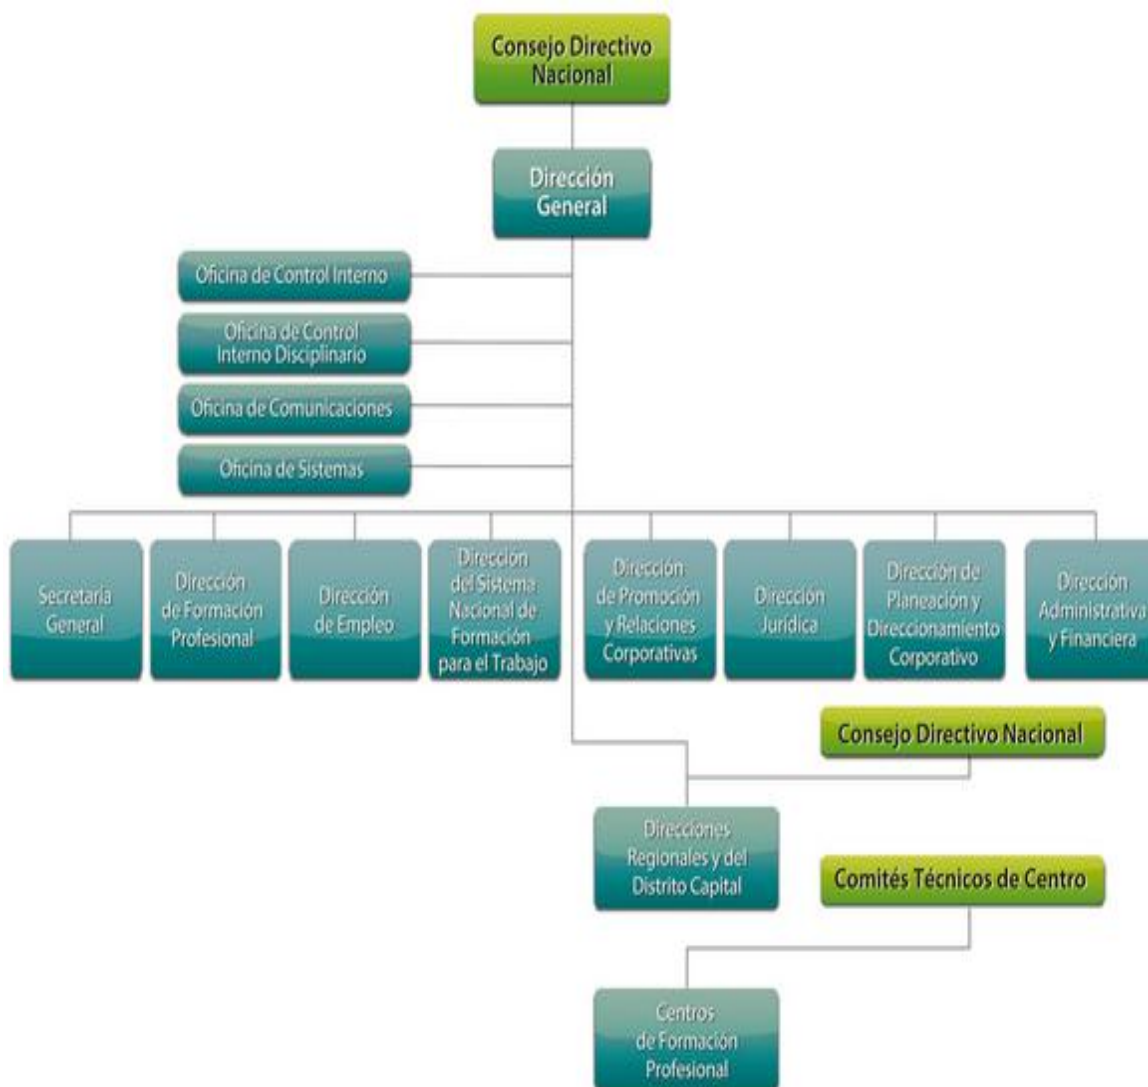 Consejo Directivo
Nacional
Dirección
General
Oficina de Control Interno
Oficina de Control
Interno Disciplinario
Oficina de Comunicaciones
Oficina de Sistemas
Secretaría
General
Dirección
de Formación
Profesional
Dirección
de Empleo
Dirección
del Sistema
Nacional de
Formación
para el Trabajo
Dirección
de Promoción
y Relaciones
Corporativas
Dirección
Jurídica
Dirección de
Planeación y
Direccionamiento
Corporativo
Dirección
Administrativa
y Financiera
Consejo Directivo Nacional
Direcciones
Regionales y del
Distrito Capital
Comités Técnicos de Centro
Centros
de Formación
Profesional